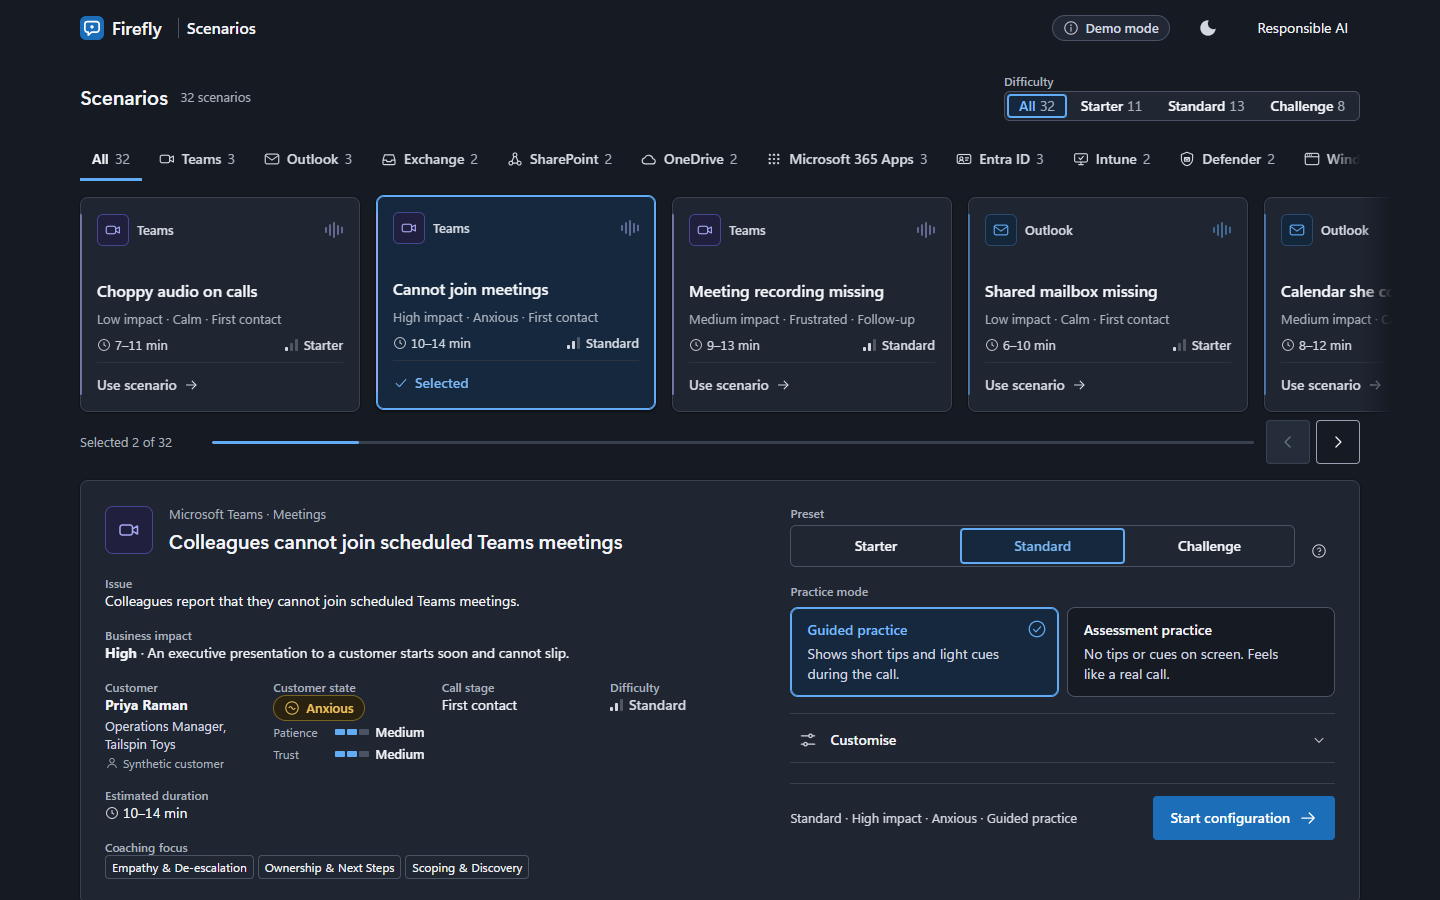 Firefly Scenarios Demo mode Responsible AI
Scenarios 32 scenarios
Difficulty
All 32 Starter 11 Standard 13 Challenge 8
All 32 Teams 3 Outlook 3 Exchange 2 SharePoint 2 OneDrive 2 Microsoft 365 Apps 3 Entra ID 3 Intune 2 Defender 2 Wind
Teams
Choppy audio on calls
Low impact · Calm · First contact
7–11 min Starter
Use scenario
Teams
Cannot join meetings
High impact · Anxious · First contact
10–14 min Standard
Selected
Teams
Meeting recording missing
Medium impact · Frustrated · Follow-up
9–13 min Standard
Use scenario
Outlook
Shared mailbox missing
Low impact · Calm · First contact
6–10 min Starter
Use scenario
Outlook
Calendar she
Medium impact ·
8–12 min
Use scenario
Selected 2 of 32
Microsoft Teams · Meetings
Colleagues cannot join scheduled Teams meetings
Issue
Colleagues report that they cannot join scheduled Teams meetings.
Business impact
High · An executive presentation to a customer starts soon and cannot slip.
Customer
Priya Raman
Operations Manager,
Tailspin Toys
Synthetic customer
Customer state
Anxious
Patience Medium
Trust Medium
Call stage
First contact
Difficulty
Standard
Estimated duration
10–14 min
Coaching focus
Empathy & De-escalation Ownership & Next Steps Scoping & Discovery
Preset
Starter Standard Challenge
Practice mode
Guided practice
Shows short tips and light cues
during the call.
Assessment practice
No tips or cues on screen. Feels
like a real call.
Customise
Standard · High impact · Anxious · Guided practice
Start configuration